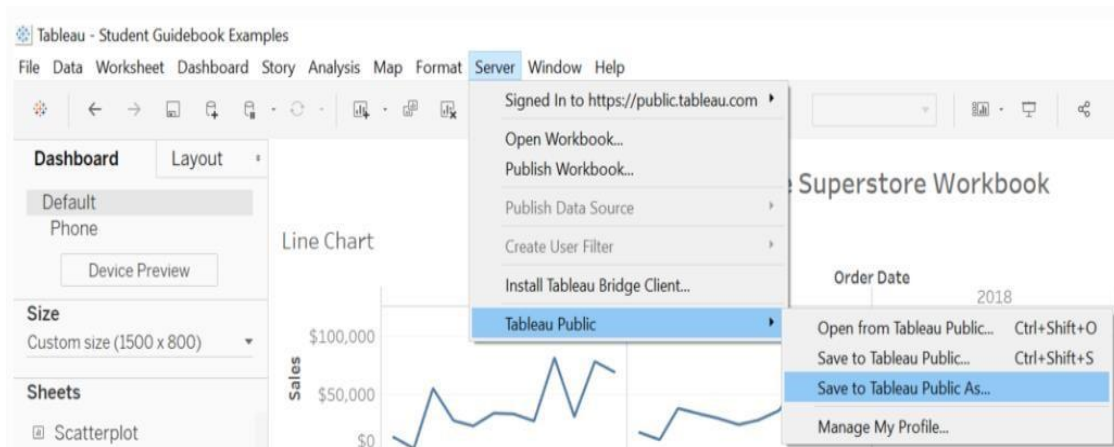 Tableau - Student Guidebook Examples
File Data Worksheet Dashboard Story Analysis Map Format Server Window Help
Signed In to https://public.tableau.com
Open Workbook...
Publish Workbook...
Publish Data Source
Create User Filter
Install Tableau Bridge Client...
Tableau Public
Open from Tableau Public... Ctrl+Shift+O
Save to Tableau Public... Ctrl+Shift+S
Save to Tableau Public As...
Manage My Profile...
Dashboard Layout
Default
Phone
Device Preview
Size
Custom size (1500 x 800)
Sheets
Scatterplot
Superstore Workbook
Line Chart
Order Date
2018
Sales
$100,000
$50,000
$0